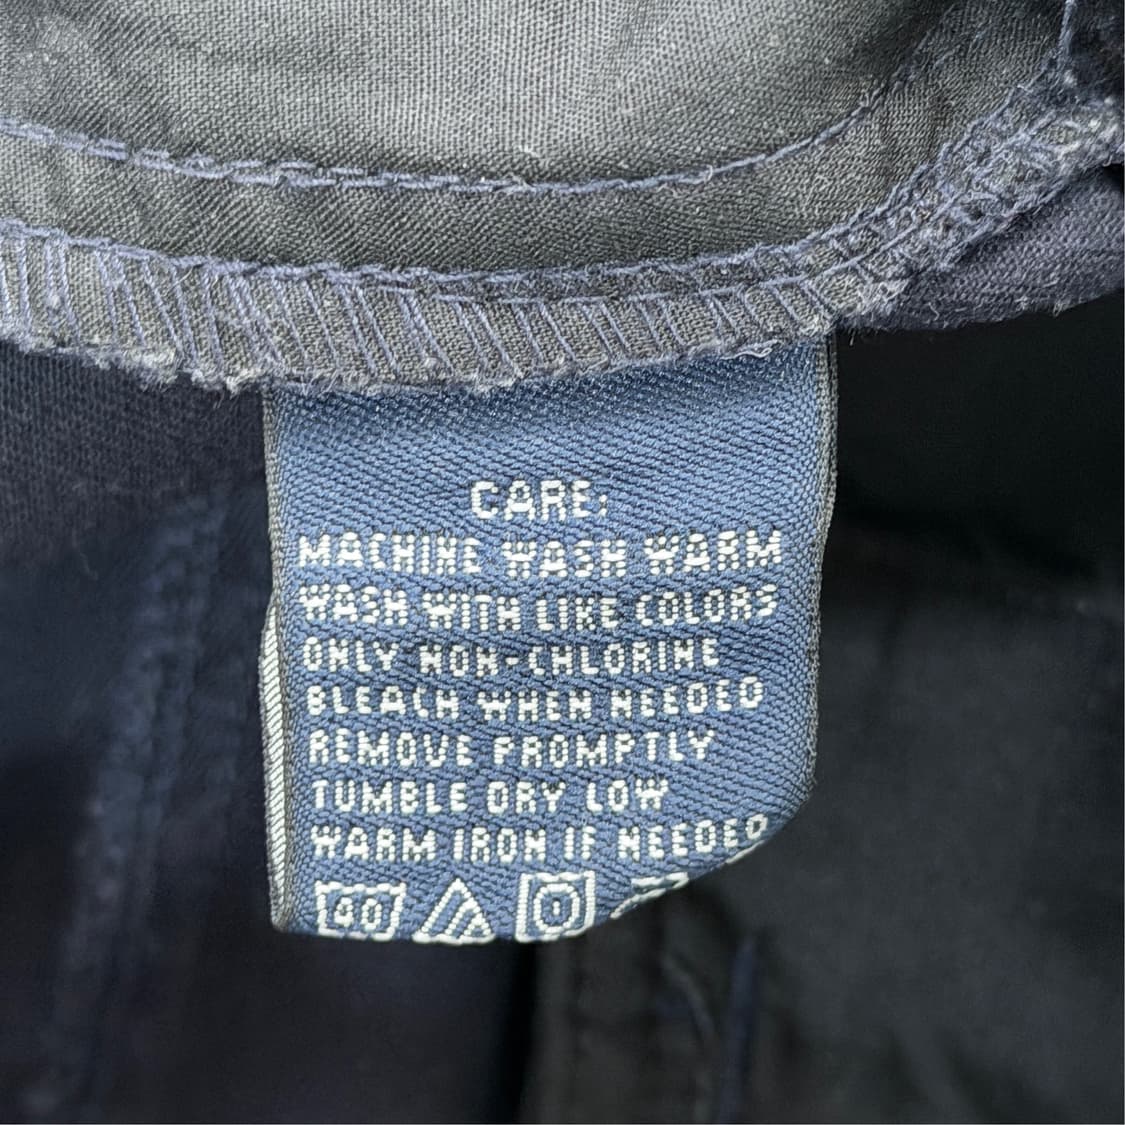 CARE:
MACHINE WASH WARM
WASH WITH LIKE COLORS
ONLY NON-CHLORINE
BLEACH WHEN NEEDED
REMOVE PROMPTLY
TUMBLE DRY LOW
WARM IRON IF NEEDED
40